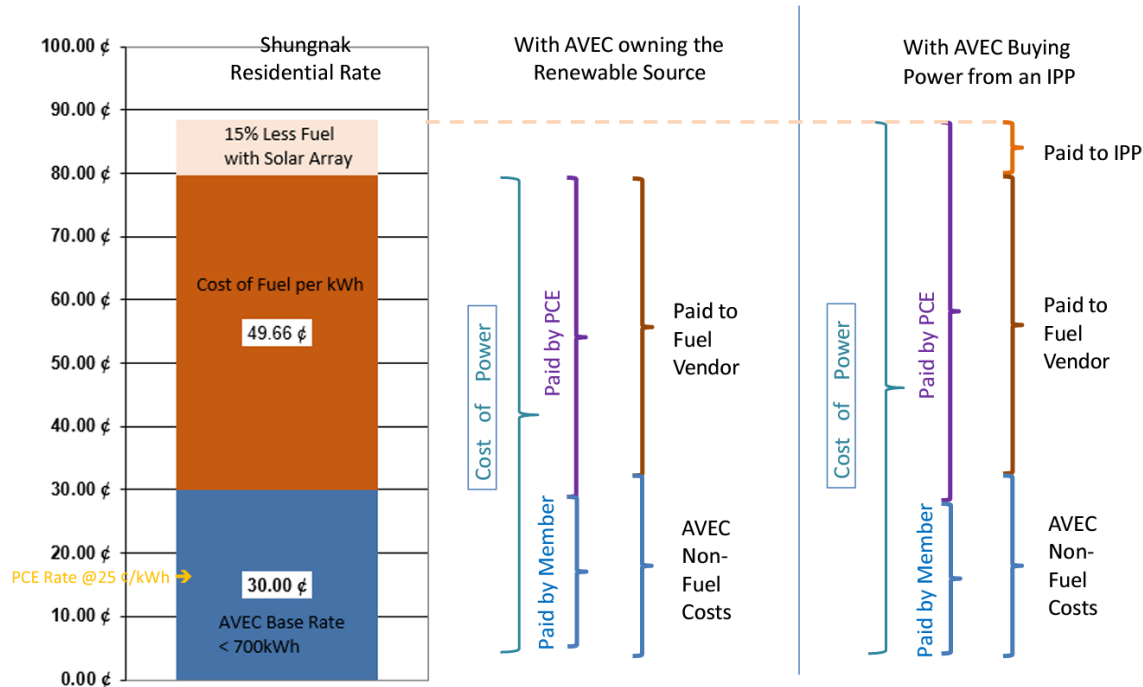 Shungnak
Residential Rate
100.00 ¢
90.00 ¢
80.00 ¢
70.00 ¢
60.00 ¢
50.00 ¢
40.00 ¢
30.00 ¢
20.00 ¢
10.00 ¢
0.00 ¢
PCE Rate @25 ¢/kWh
15% Less Fuel
with Solar Array
Cost of Fuel per kWh
49.66 ¢
30.00 ¢
AVEC Base Rate
< 700kWh
With AVEC owning the
Renewable Source
Cost of Power
Paid by PCE
Paid by Member
Paid to
Fuel
Vendor
AVEC
Non-
Fuel
Costs
With AVEC Buying
Power from an IPP
Cost of Power
Paid by PCE
Paid by Member
Paid to IPP
Paid to
Fuel
Vendor
AVEC
Non-
Fuel
Costs